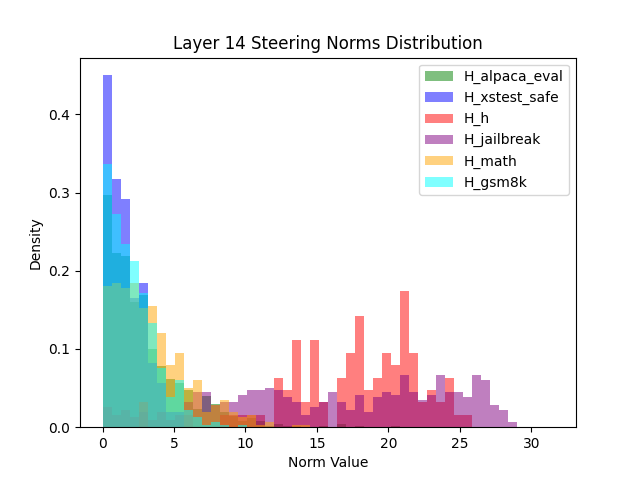 Layer 14 Steering Norms Distribution
H_alpaca_eval
H_xstest_safe
H_h
H_jailbreak
H_math
H_gsm8k
Density
0.4
0.3
0.2
0.1
0.0
0 5 10 15 20 25 30
Norm Value